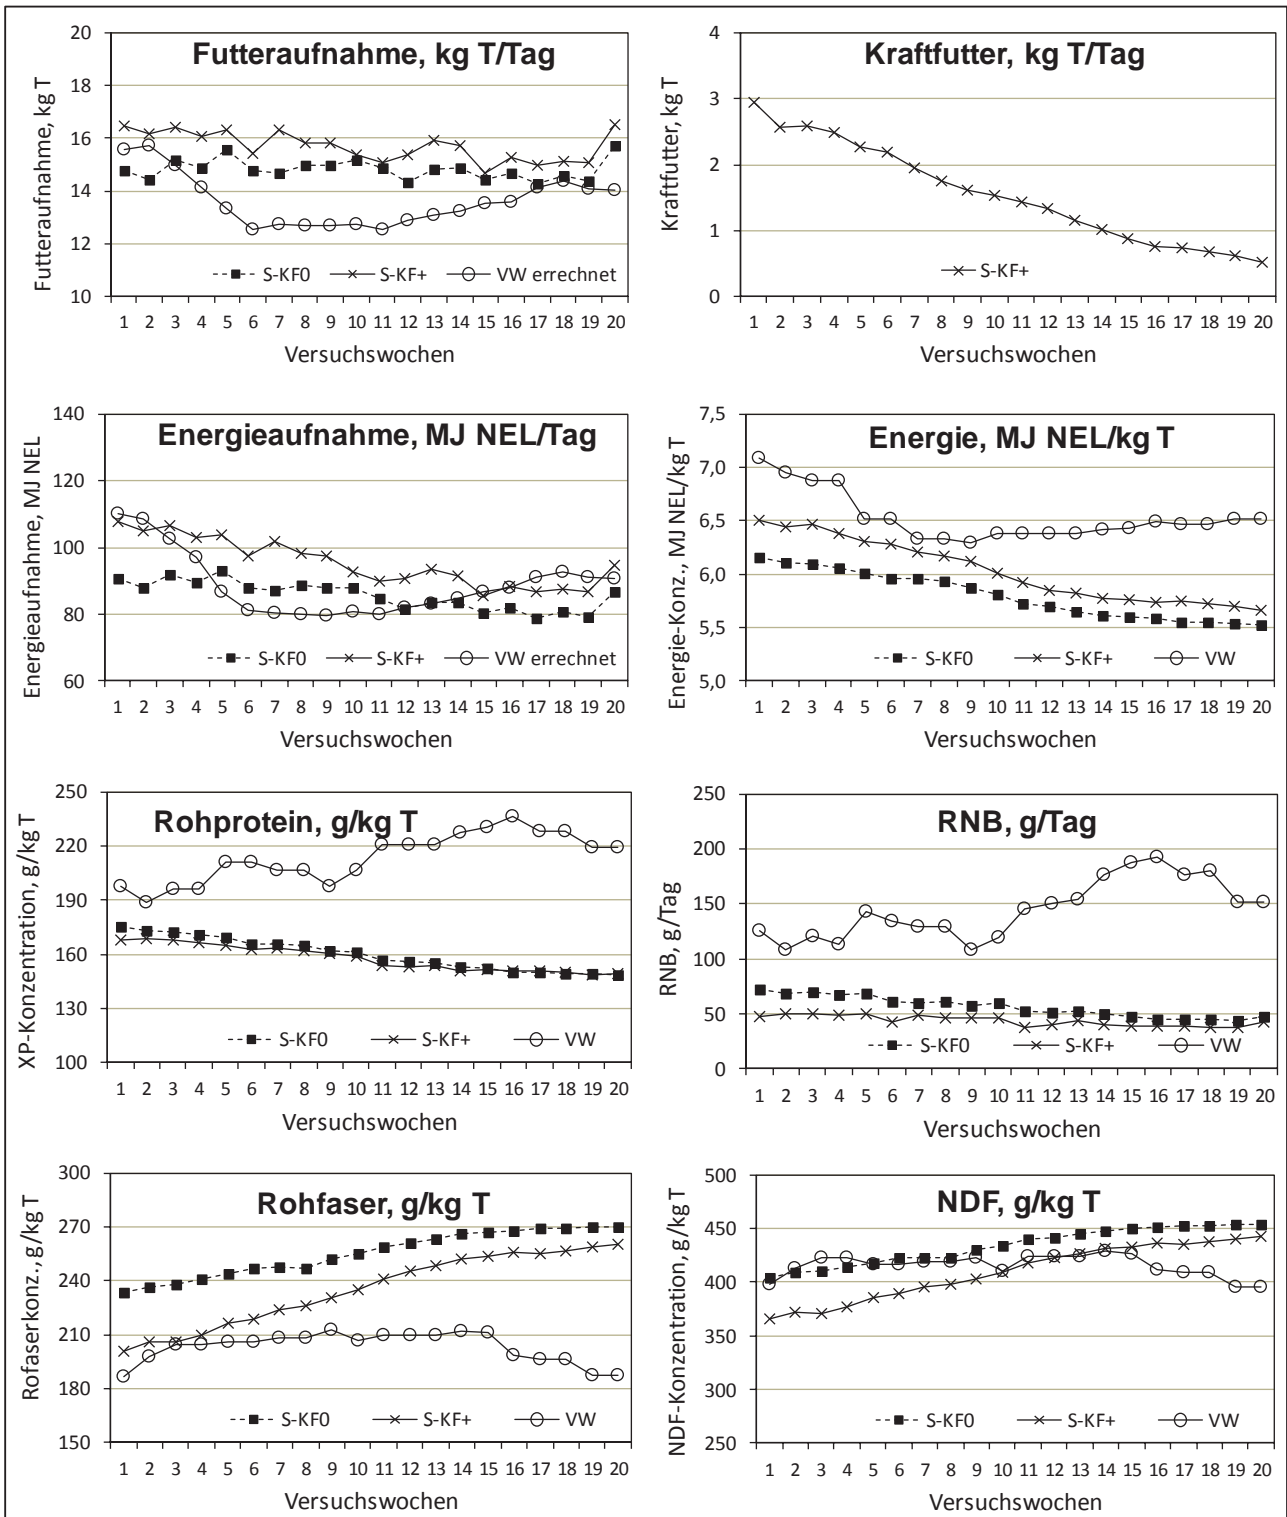 Futteraufnahme, kg T/Tag
Futteraufnahme, kg T
20
18
16
14
12
10
S-KF0 S-KF+ VW errechnet
1 2 3 4 5 6 7 8 9 10 11 12 13 14 15 16 17 18 19 20
Versuchswochen
Kraftfutter, kg T/Tag
Kraftfutter, kg T
4
3
2
1
0
S-KF+
1 2 3 4 5 6 7 8 9 10 11 12 13 14 15 16 17 18 19 20
Versuchswochen
Energieaufnahme, MJ NEL/Tag
Energieaufnahme, MJ NEL
140
120
100
80
60
S-KF0 S-KF+ VW errechnet
1 2 3 4 5 6 7 8 9 10 11 12 13 14 15 16 17 18 19 20
Versuchswochen
Energie, MJ NEL/kg T
Energie-Konz., MJ NEL/kg T
7,5
7,0
6,5
6,0
5,5
5,0
S-KF0 S-KF+ VW
1 2 3 4 5 6 7 8 9 10 11 12 13 14 15 16 17 18 19 20
Versuchswochen
Rohprotein, g/kg T
XP-Konzentration, g/kg T
250
220
190
160
130
100
S-KF0 S-KF+ VW
1 2 3 4 5 6 7 8 9 10 11 12 13 14 15 16 17 18 19 20
Versuchswochen
RNB, g/Tag
RNB, g/Tag
250
200
150
100
50
0
S-KF0 S-KF+ VW
1 2 3 4 5 6 7 8 9 10 11 12 13 14 15 16 17 18 19 20
Versuchswochen
Rohfaser, g/kg T
Rofaserkonz., g/kg T
300
270
240
210
180
150
S-KF0 S-KF+ VW
1 2 3 4 5 6 7 8 9 10 11 12 13 14 15 16 17 18 19 20
Versuchswochen
NDF, g/kg T
NDF-Konzentration, g/kg T
500
450
400
350
300
250
S-KF0 S-KF+ VW
1 2 3 4 5 6 7 8 9 10 11 12 13 14 15 16 17 18 19 20
Versuchswochen